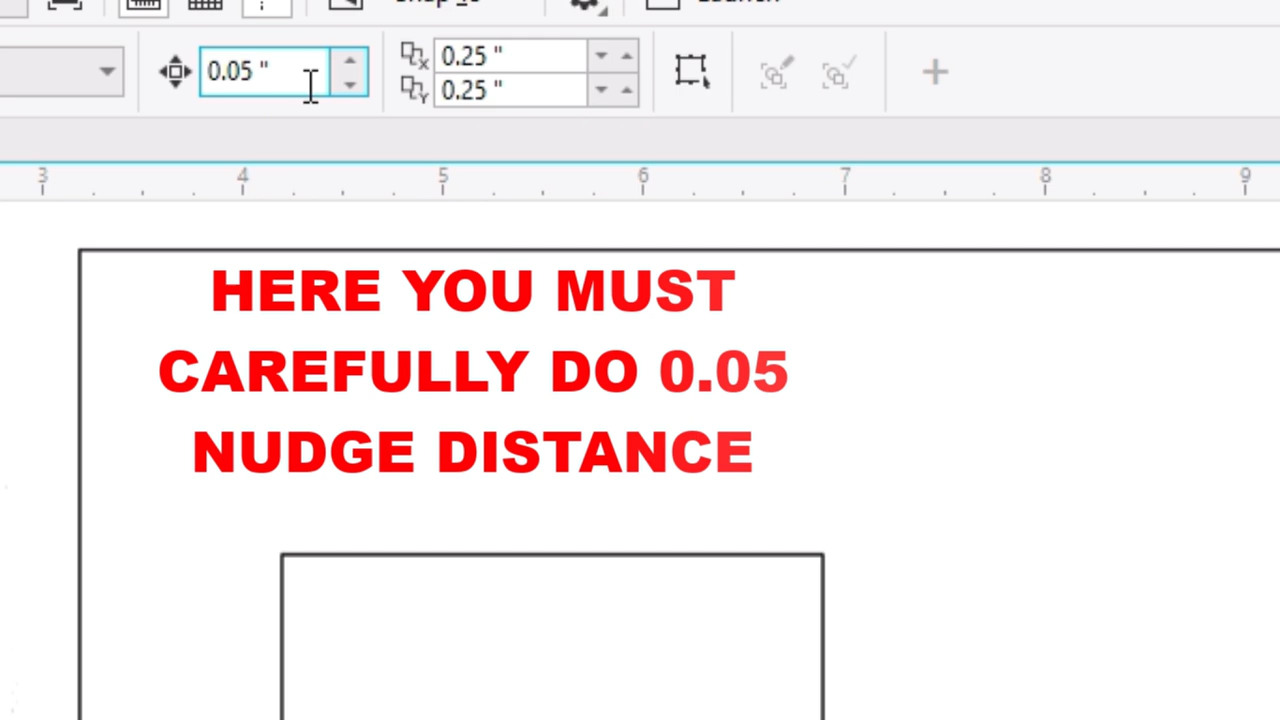 0.05 "
0.25 "
0.25 "
3 4 5 6 7 8 9
HERE YOU MUST
CAREFULLY DO 0.05
NUDGE DISTANCE